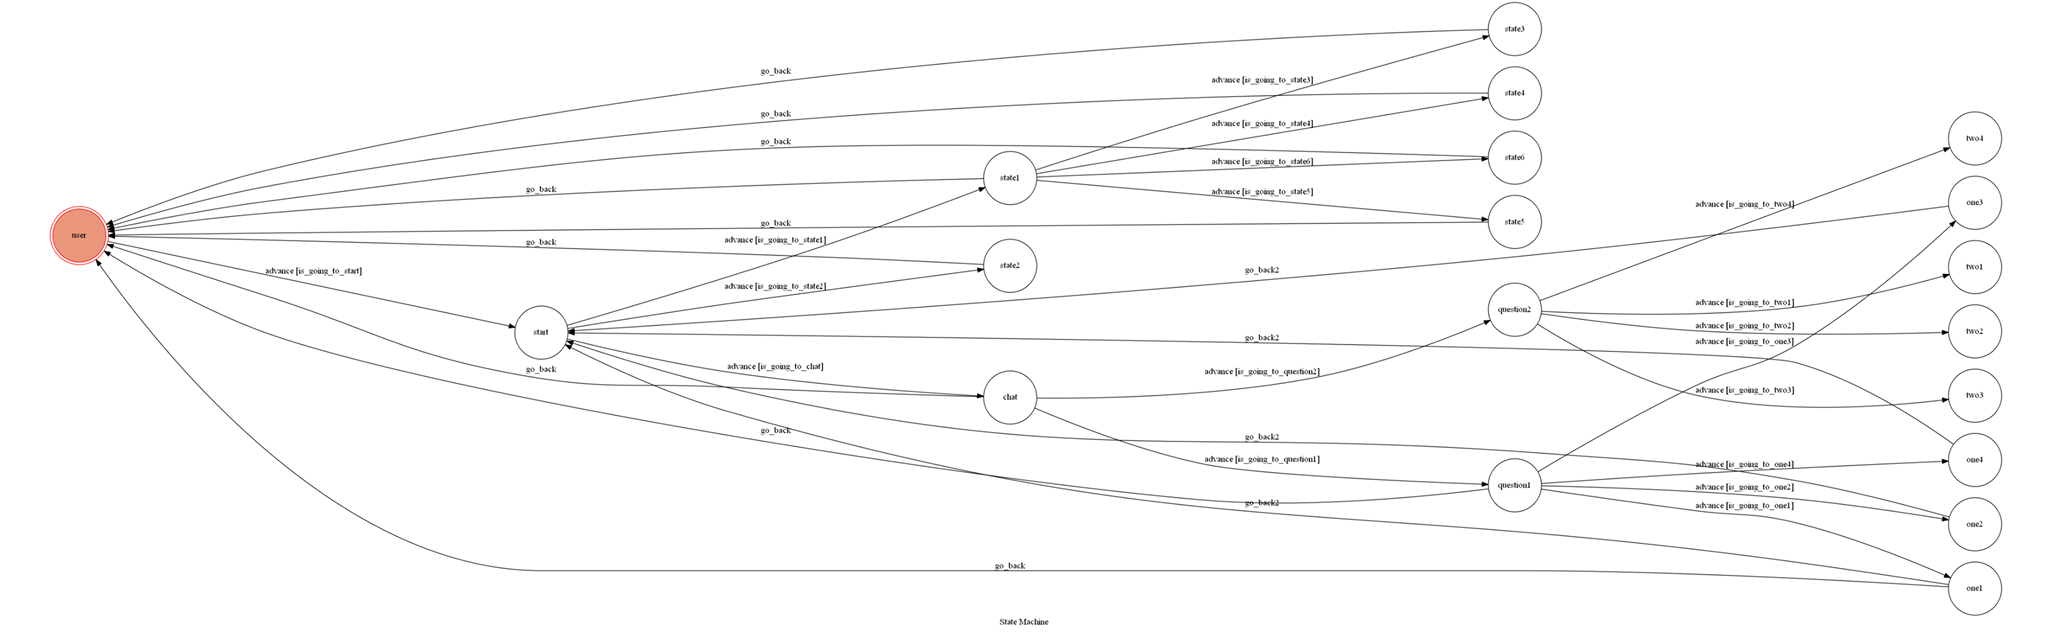 state3
go_back
advance [is_going_to_state3]
state4
go_back
advance [is_going_to_state4]
two4
go_back
state6
advance [is_going_to_state6]
state1
go_back
advance [is_going_to_state5]
one3
advance [is_going_to_two4]
state5
go_back
user
advance [is_going_to_state1]
go_back
state2
two1
advance [is_going_to_start]
go_back2
advance [is_going_to_state2]
advance [is_going_to_two1]
question2
advance [is_going_to_two2]
start
two2
go_back2
advance [is_going_to_one3]
advance [is_going_to_chat]
go_back
advance [is_going_to_question2]
advance [is_going_to_two3]
two3
chat
go_back
go_back2
advance [is_going_to_question1]
one4
advance [is_going_to_one4]
question1
advance [is_going_to_one2]
go_back2
advance [is_going_to_one1]
one2
go_back
one1
State Machine